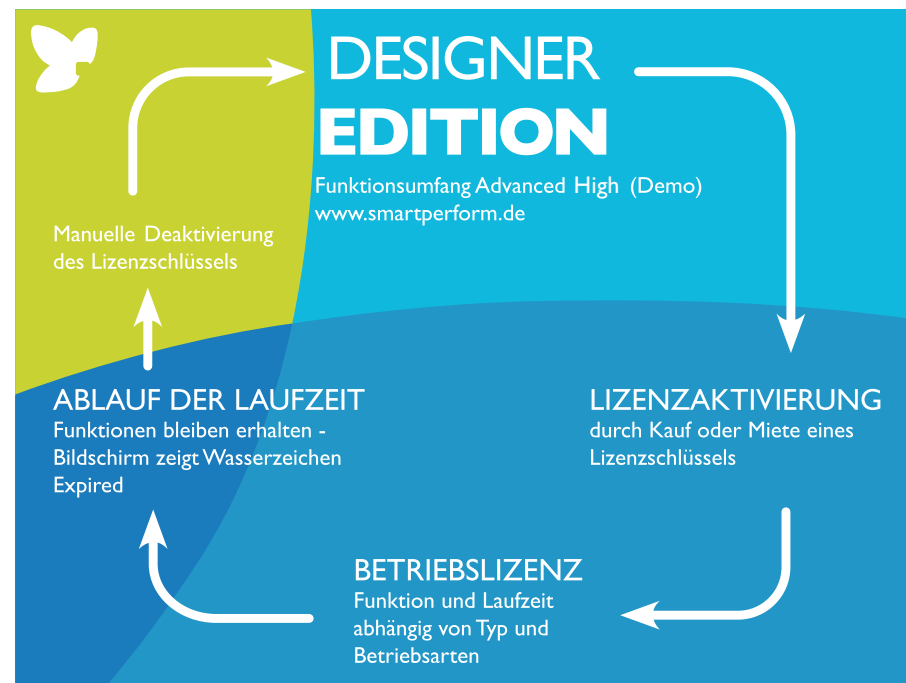 DESIGNER
EDITION
Funktionsumfang Advanced High (Demo)
www.smartperform.de
Manuelle Deaktivierung
des Lizenzschlüssels
ABLAUF DER LAUFZEIT
Funktionen bleiben erhalten -
Bildschirm zeigt Wasserzeichen
Expired
LIZENZAKTIVIERUNG
durch Kauf oder Miete eines
Lizenzschlüssels
BETRIEBSLIZENZ
Funktion und Laufzeit
abhängig von Typ und
Betriebsarten